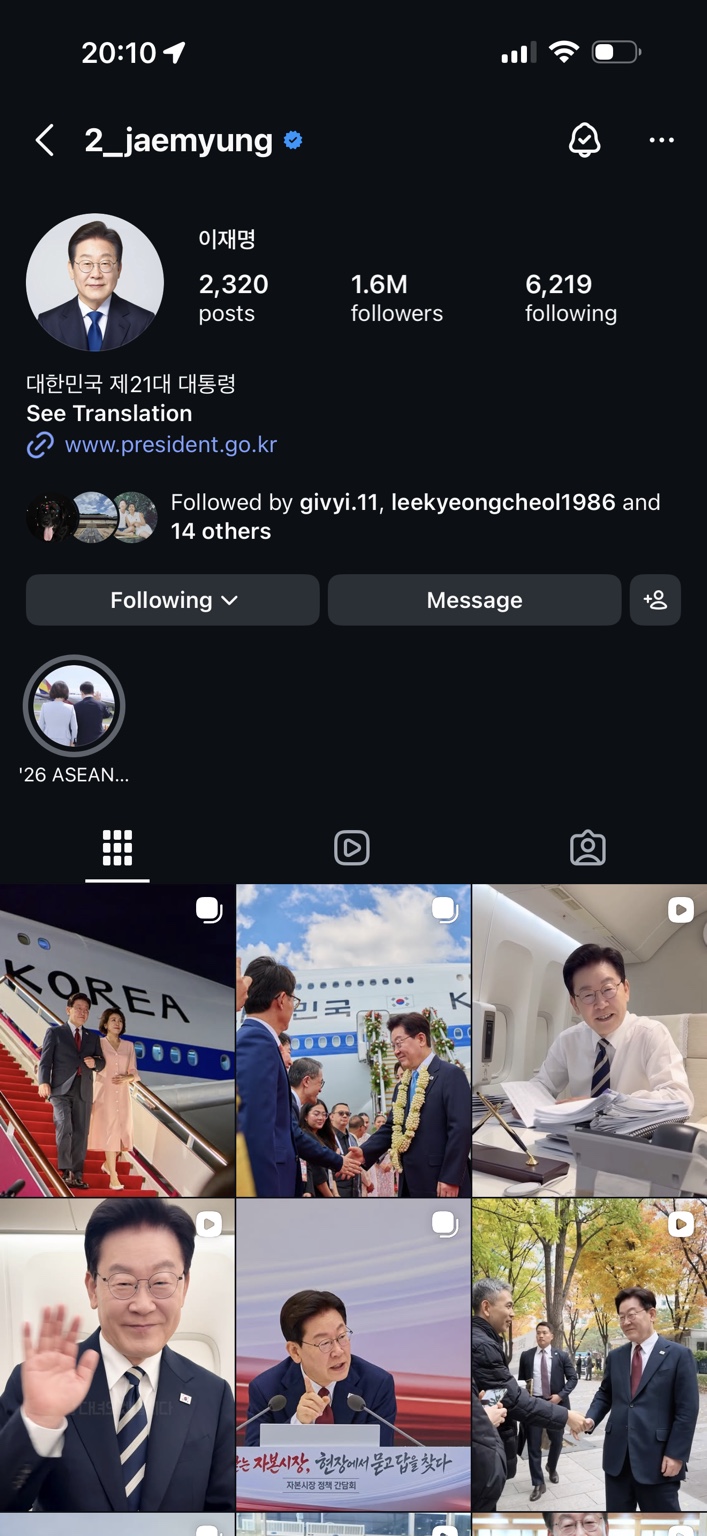 20:10
2_jaemyung
이재명
2,320
posts
1.6M
followers
6,219
following
대한민국 제21대 대통령
See Translation
www.president.go.kr
Followed by givyi.11, leekyeongcheol1986 and
14 others
Following
Message
'26 ASEAN...
KOREA
민국
K
는 자본시장, 현장에서 묻고 답을 찾다
자본시장 정책 간담회